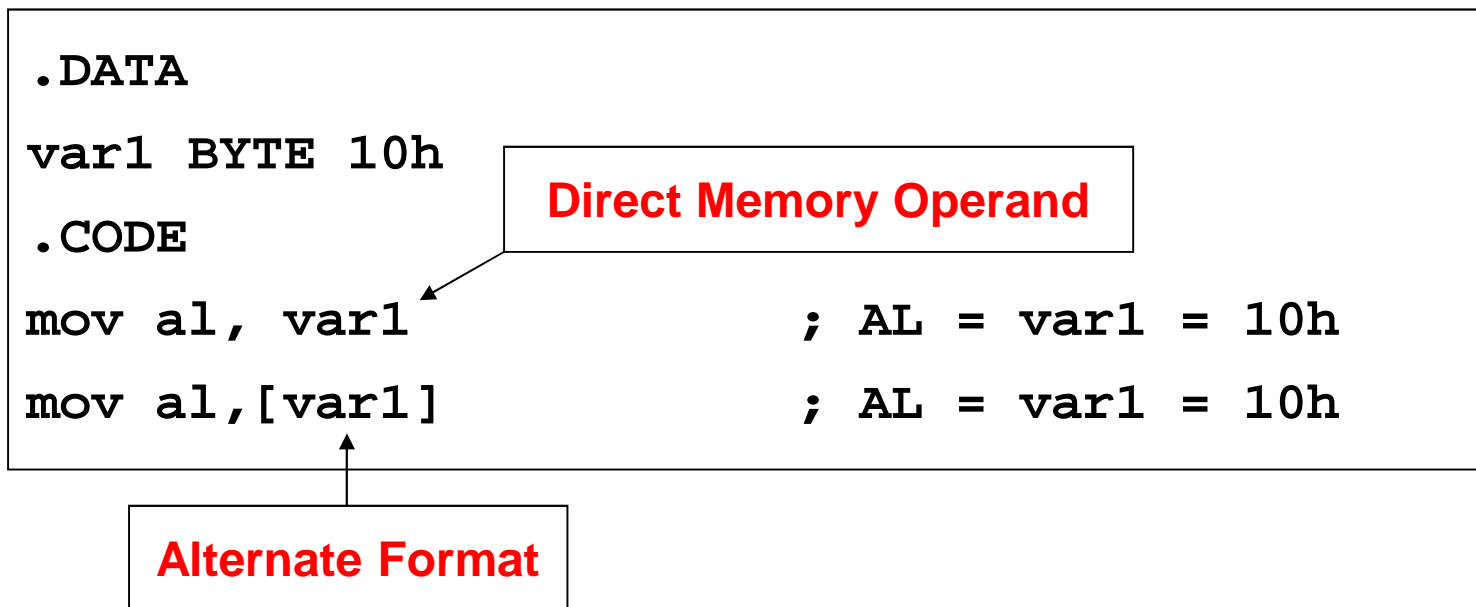 .DATA
var1 BYTE 10h
Direct Memory Operand
.CODE
mov al, var1 ; AL = var1 = 10h
mov al,[var1] ; AL = var1 = 10h
Alternate Format